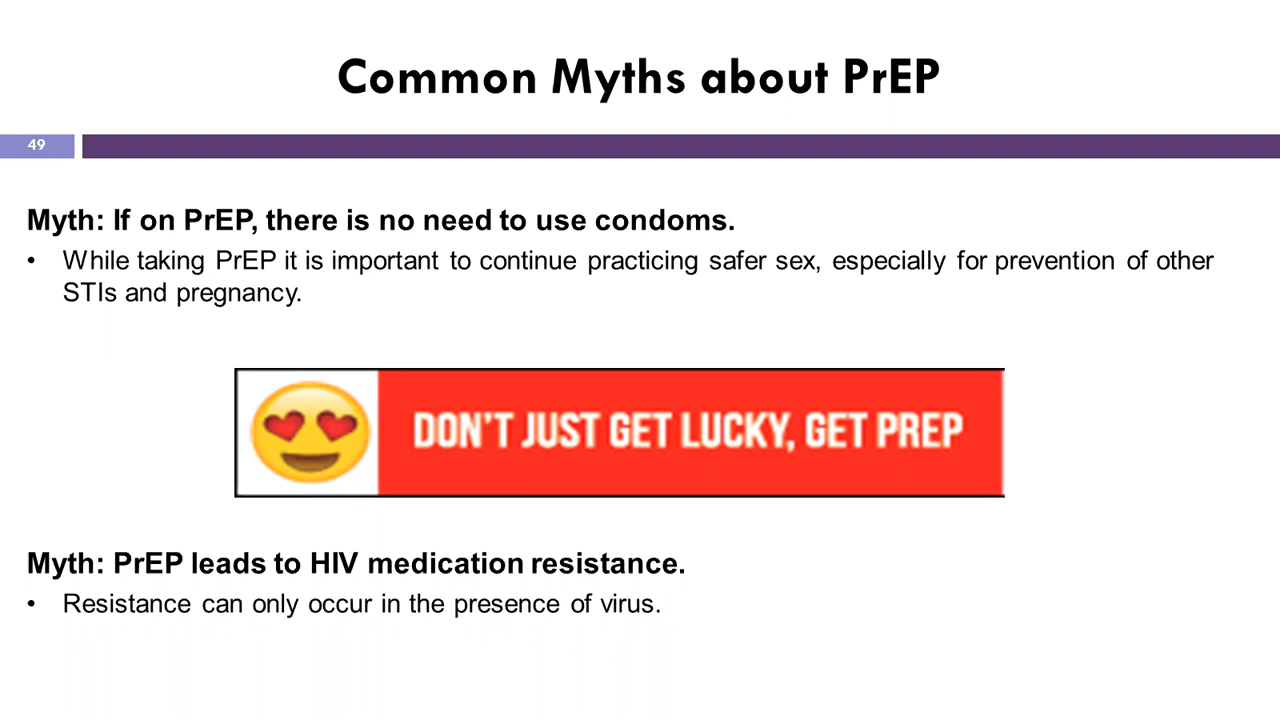 Common Myths about PrEP
49
Myth: If on PrEP, there is no need to use condoms.
• While taking PrEP it is important to continue practicing safer sex, especially for prevention of other
STIs and pregnancy.
DON'T JUST GET LUCKY, GET PREP
Myth: PrEP leads to HIV medication resistance.
• Resistance can only occur in the presence of virus.